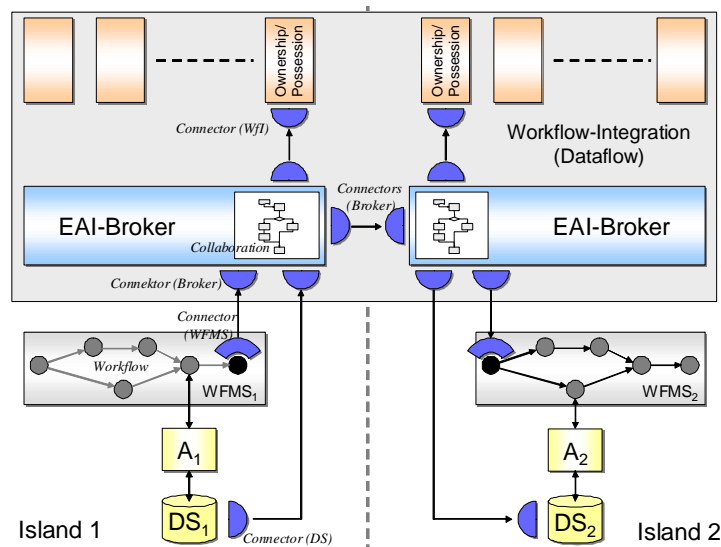 Ownership/
Possession
Ownership/
Possession
Connector (WfI)
Workflow-Integration
(Dataflow)
Connectors
(Broker)
EAI-Broker
EAI-Broker
Collaboration
Connektor (Broker)
Connector
(WFMS)
Workflow
WFMS1
WFMS2
A1
A2
DS1
DS2
Connector (DS)
Island 1
Island 2